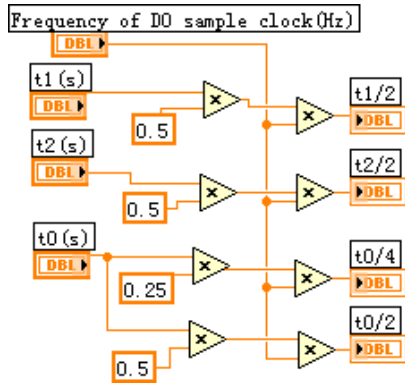 Frequency of DO sample clock(Hz)
DBL
t1(s)
DBL
0.5
t1/2
DBL
t2(s)
DBL
0.5
t2/2
DBL
t0(s)
DBL
0.25
t0/4
DBL
0.5
t0/2
DBL